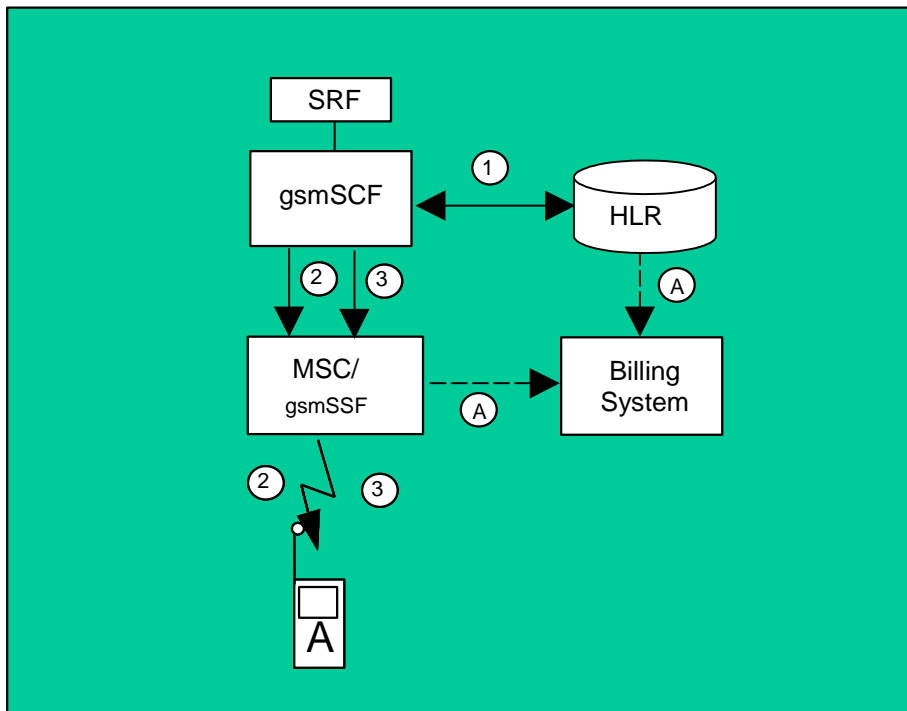 SRF
gsmSCF
1
HLR
2
3
A
MSC/
gsmSSF
A
Billing
System
2
3
A